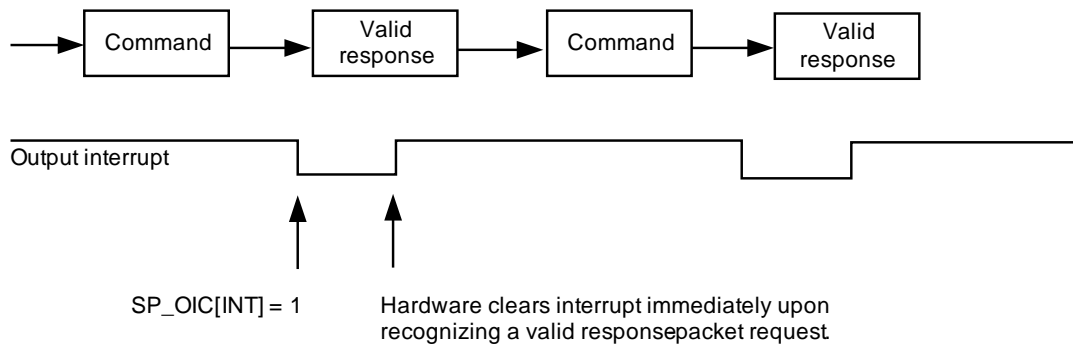 Command
Valid
response
Command
Valid
response
Output interrupt
SP_OIC[INT] = 1
Hardware clears interrupt immediately upon
recognizing a valid responsepacket request.